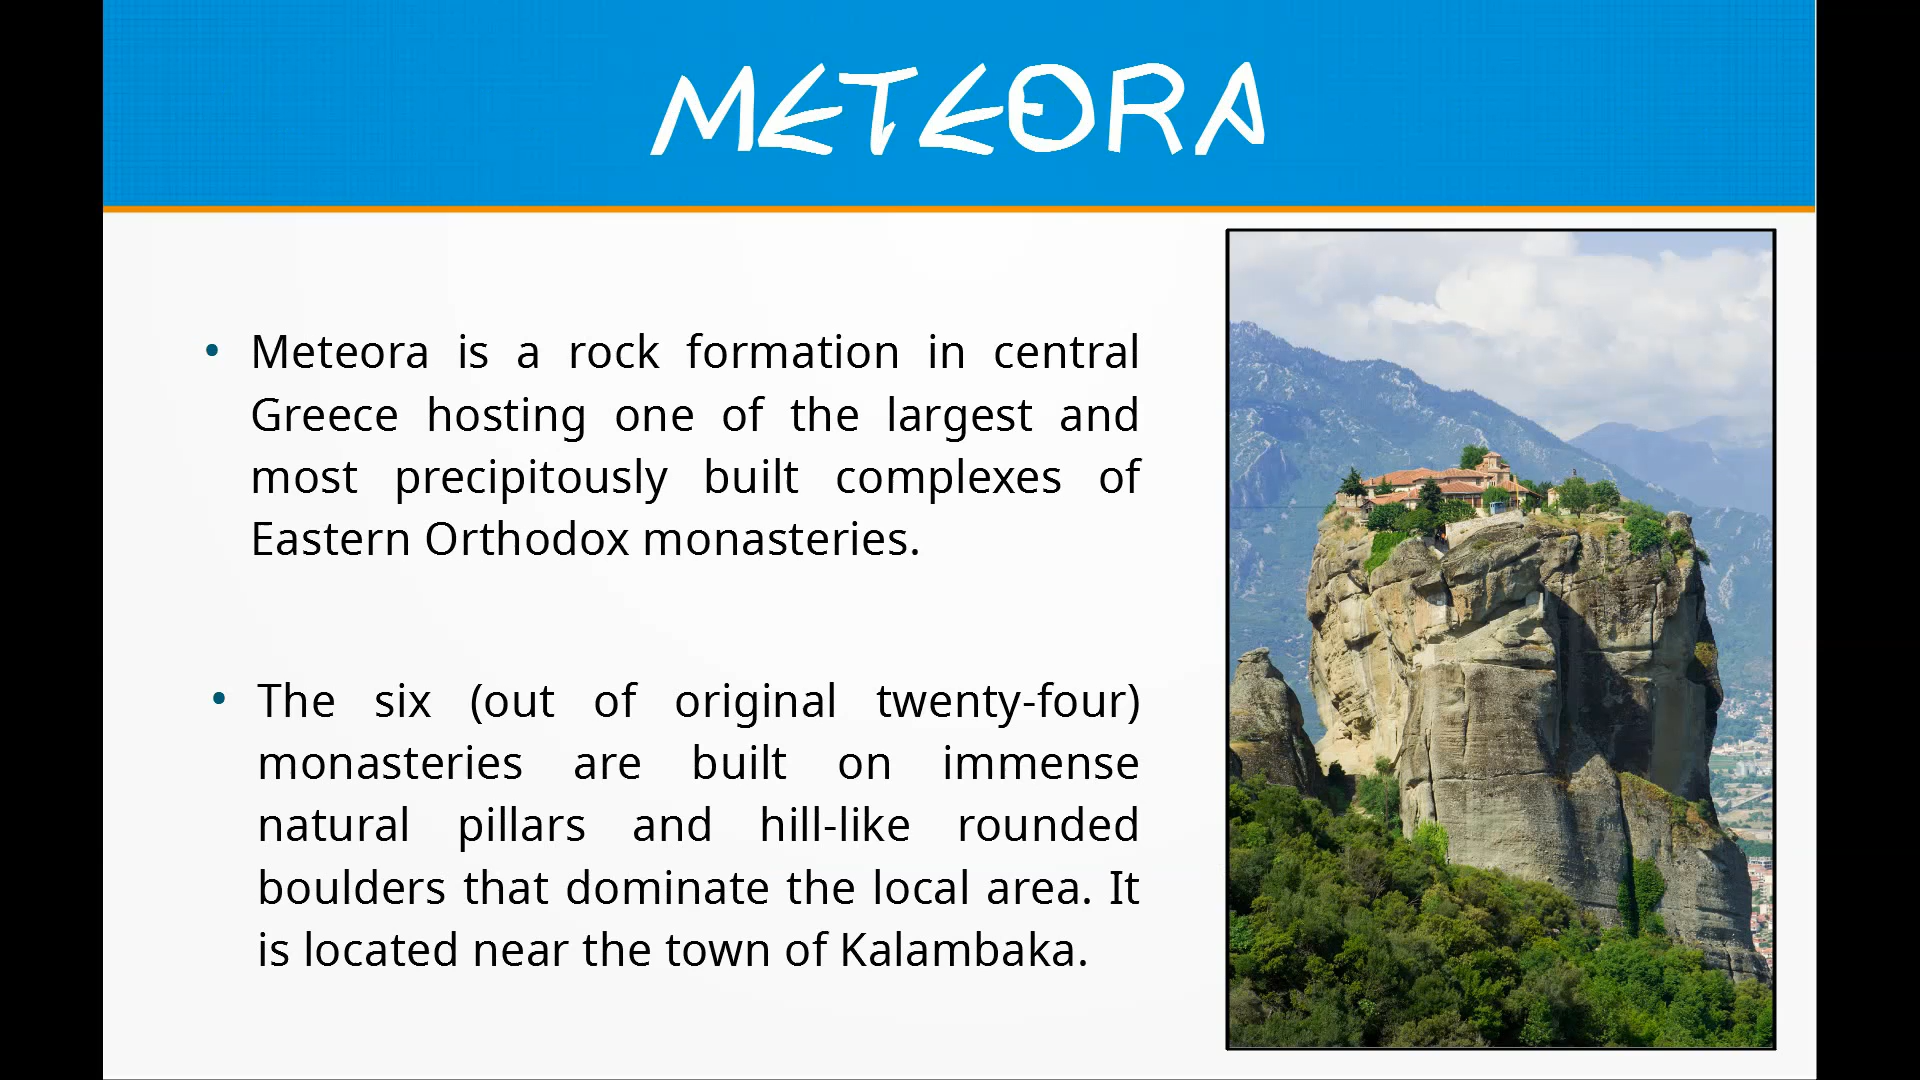 METEORA
• Meteora is a rock formation in central
Greece hosting one of the largest and
most precipitously built complexes of
Eastern Orthodox monasteries.
• The six (out of original twenty-four)
monasteries are built on immense
natural pillars and hill-like rounded
boulders that dominate the local area. It
is located near the town of Kalambaka.